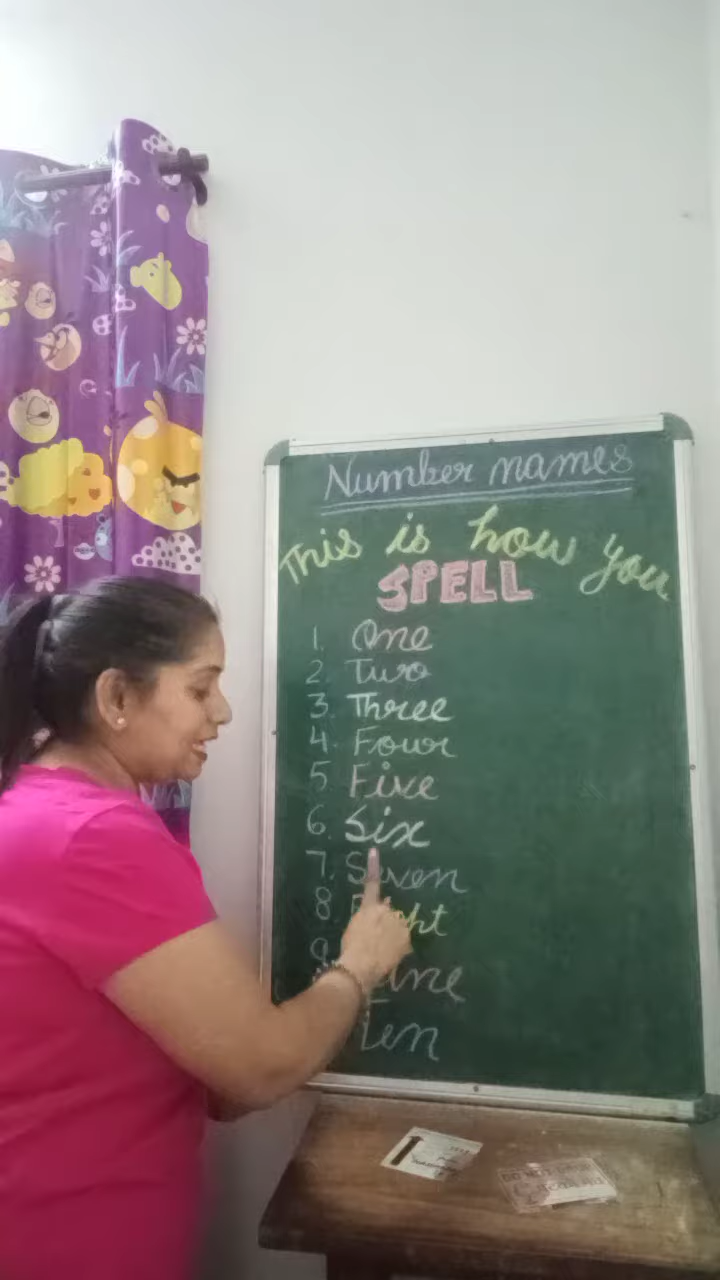 Number names
This is how you
SPELL
1. One
2. Two
3. Three
4. Four
5 Five
6. Six
7. Seven
8.
9
Ten